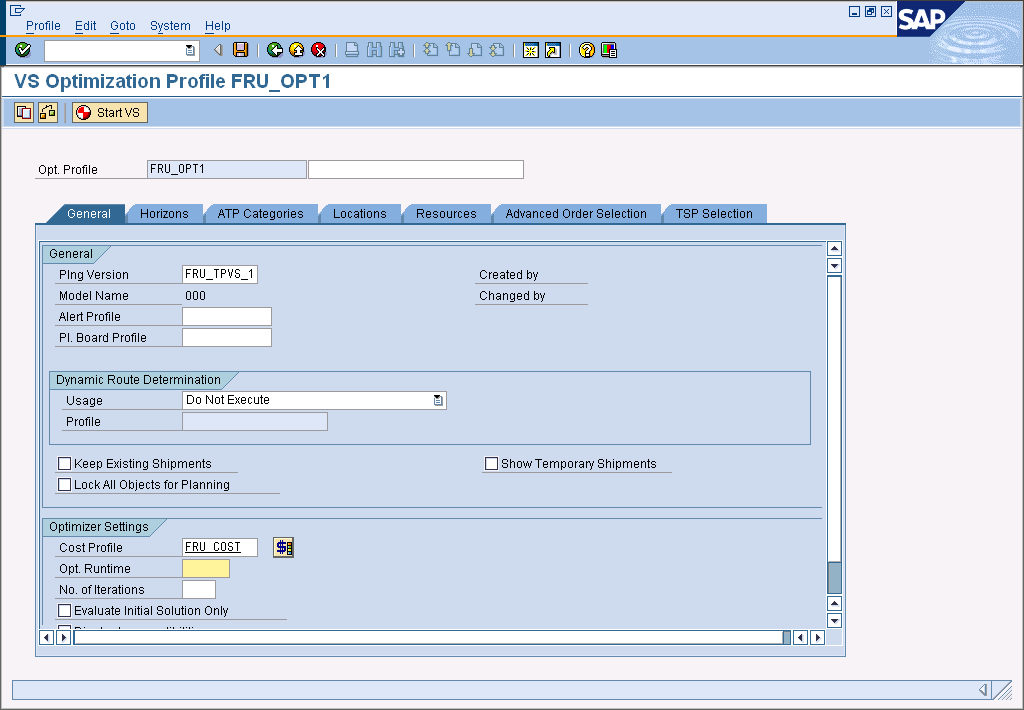 Profile Edit Goto System Help
SAP
VS Optimization Profile FRU_OPT1
Start VS
Opt. Profile FRU_OPT1
General Horizons ATP Categories Locations Resources Advanced Order Selection TSP Selection
General
Plng Version FRU_TPVS_1 Created by
Model Name 000 Changed by
Alert Profile
Pl. Board Profile
Dynamic Route Determination
Usage Do Not Execute
Profile
Keep Existing Shipments Show Temporary Shipments
Lock All Objects for Planning
Optimizer Settings
Cost Profile FRU_COST
Opt. Runtime
No. of Iterations
Evaluate Initial Solution Only